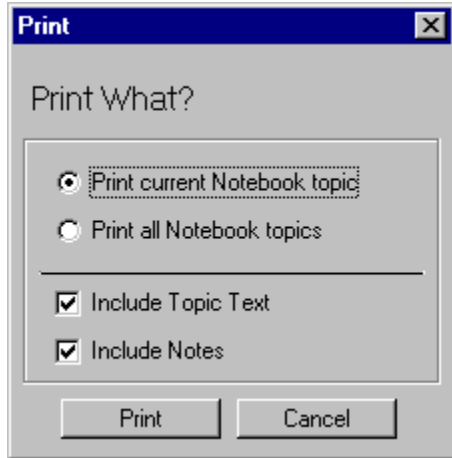 Print
Print What?
Print current Notebook topic
Print all Notebook topics
Include Topic Text
Include Notes
Print
Cancel